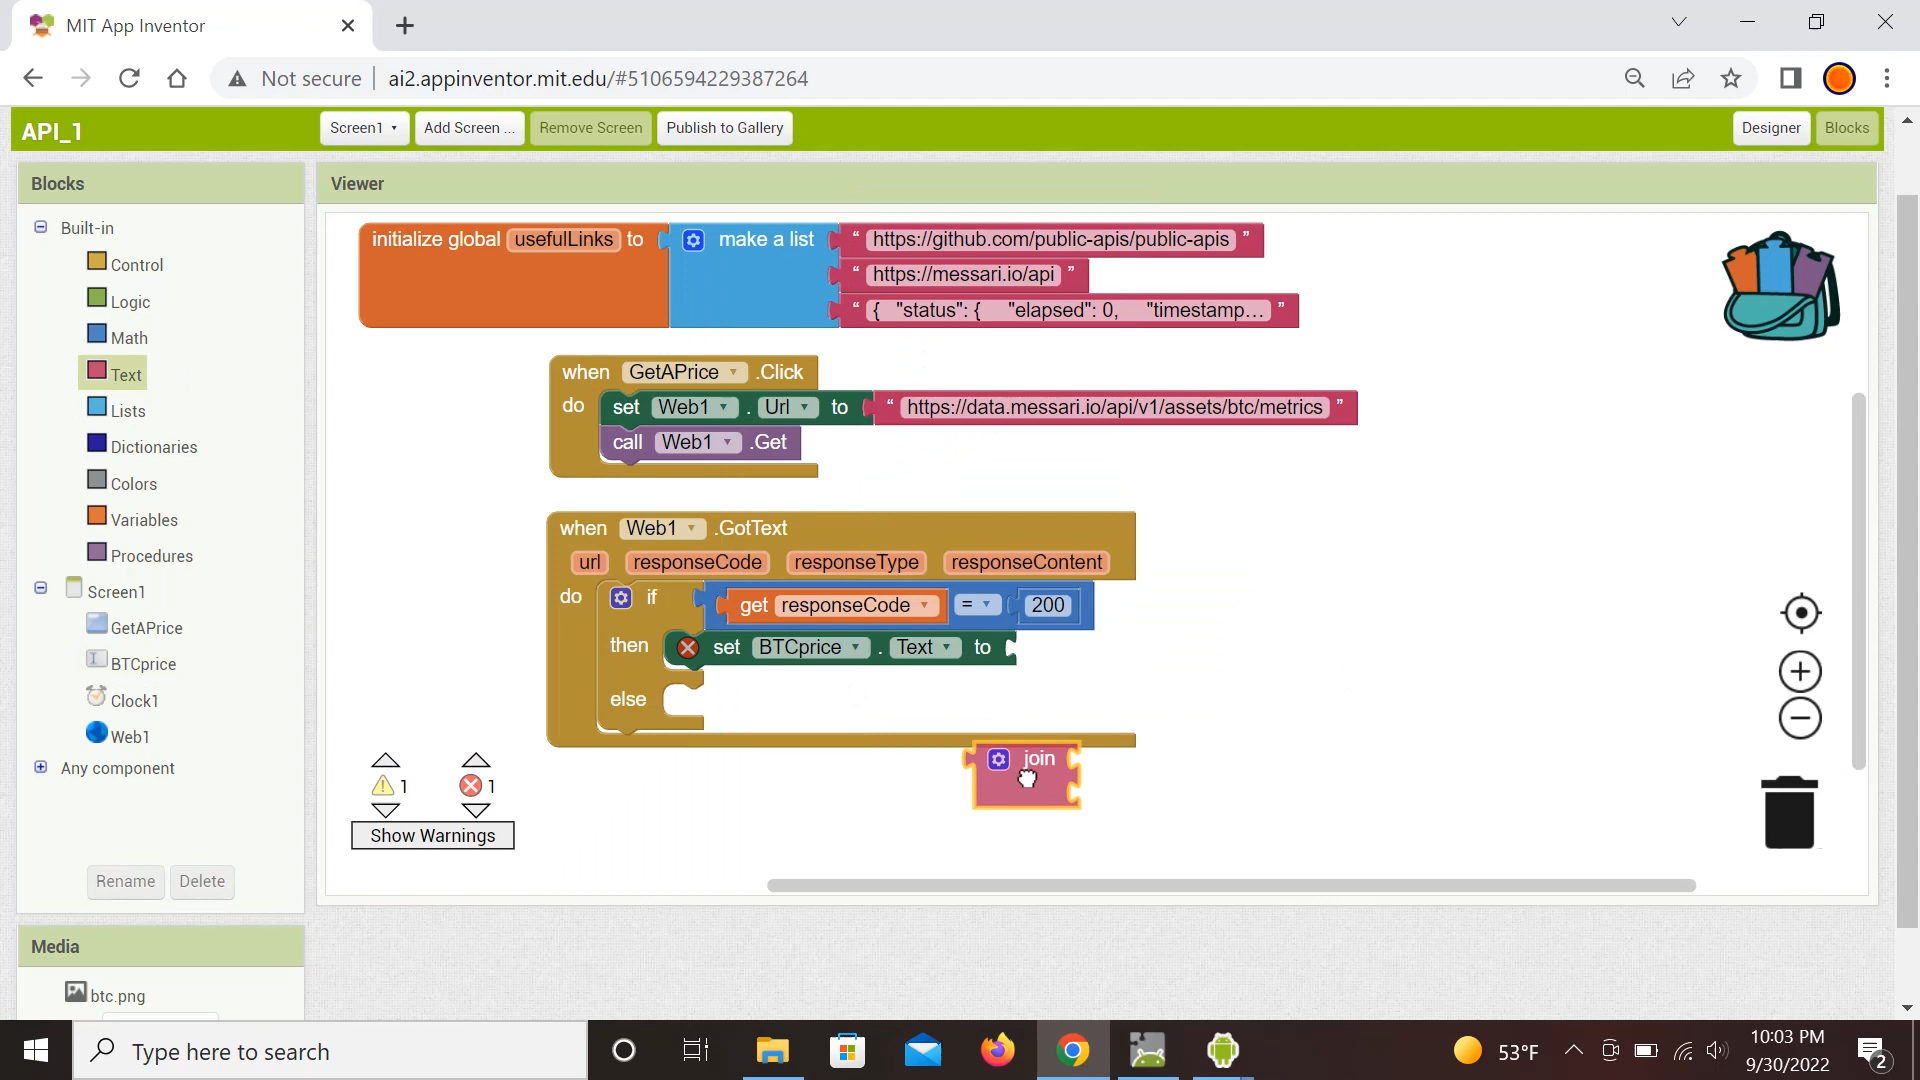 MIT App Inventor
Not secure
ai2.appinventor.mit.edu/#5106594229387264
API_1
Screen1
Add Screen ...
Remove Screen
Publish to Gallery
Designer
Blocks
Blocks
Viewer
Built-in
Control
Logic
Math
Text
Lists
Dictionaries
Colors
Variables
Procedures
Screen1
GetAPrice
BTCprice
Clock1
Web1
Any component
Rename
Delete
Media
btc.png
initialize global usefulLinks to make a list “ https://github.com/public-apis/public-apis ”
“ https://messari.io/api ”
“ { "status": { "elapsed": 0, "timestamp... ”
when GetAPrice .Click
do set Web1 . Url to “ https://data.messari.io/api/v1/assets/btc/metrics ”
call Web1 .Get
when Web1 .GotText
url responseCode responseType responseContent
do if get responseCode = 200
then set BTCprice . Text to
else
join
1 1
Show Warnings
Type here to search
53°F
10:03 PM
9/30/2022
2